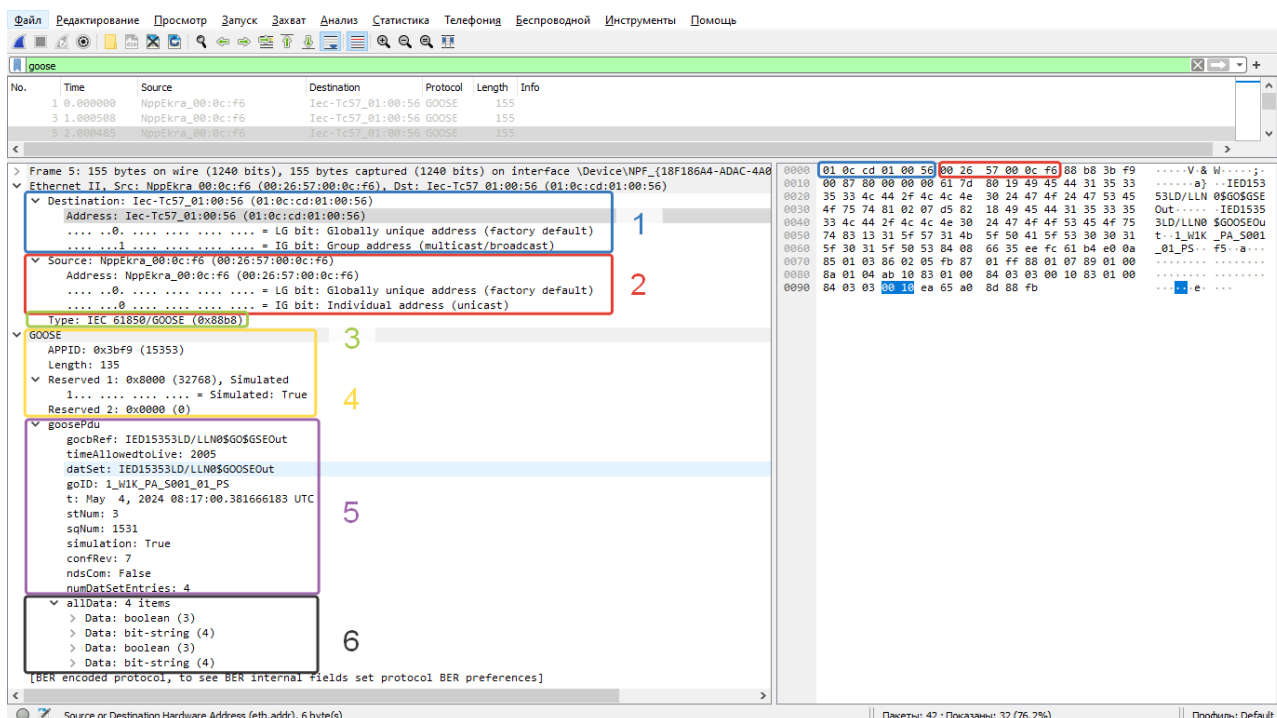 Файл Редактирование Просмотр Запуск Захват Анализ Статистика Телефония Беспроводной Инструменты Помощь
goose
No. Time Source Destination Protocol Length Info
1 0.000000 NppEkra_00:0c:f6 Iec-Tc57_01:00:56 GOOSE 155
3 1.000508 NppEkra_00:0c:f6 Iec-Tc57_01:00:56 GOOSE 155
5 2.000485 NppEkra_00:0c:f6 Iec-Tc57_01:00:56 GOOSE 155
Frame 5: 155 bytes on wire (1240 bits), 155 bytes captured (1240 bits) on interface \Device\NPF_{18F186A4-ADAC-4A0
Ethernet II, Src: NppEkra_00:0c:f6 (00:26:57:00:0c:f6), Dst: Iec-Tc57_01:00:56 (01:0c:cd:01:00:56)
Destination: Iec-Tc57_01:00:56 (01:0c:cd:01:00:56)
Address: Iec-Tc57_01:00:56 (01:0c:cd:01:00:56)
.... ..0. .... .... .... .... = LG bit: Globally unique address (factory default)
.... ...1 .... .... .... .... = IG bit: Group address (multicast/broadcast)
1
Source: NppEkra_00:0c:f6 (00:26:57:00:0c:f6)
Address: NppEkra_00:0c:f6 (00:26:57:00:0c:f6)
.... ..0. .... .... .... .... = LG bit: Globally unique address (factory default)
.... ...0 .... .... .... .... = IG bit: Individual address (unicast)
2
Type: IEC 61850/GOOSE (0x88b8)
3
GOOSE
APPID: 0x3bf9 (15353)
Length: 135
Reserved 1: 0x8000 (32768), Simulated
1... .... .... .... = Simulated: True
Reserved 2: 0x0000 (0)
4
goosePdu
gocbRef: IED15353LD/LLN0$GO$GSEOut
timeAllowedtoLive: 2005
datSet: IED15353LD/LLN0$GOOSEOut
goID: 1_W1K_PA_S001_01_PS
t: May  4, 2024 08:17:00.381666183 UTC
stNum: 3
sqNum: 1531
simulation: True
confRev: 7
ndsCom: False
numDatSetEntries: 4
5
allData: 4 items
Data: boolean (3)
Data: bit-string (4)
Data: boolean (3)
Data: bit-string (4)
6
[BER encoded protocol, to see BER internal fields set protocol BER preferences]
0000 01 0c cd 01 00 56 00 26 57 00 0c f6 88 b8 3b f9 ·····V·& W·····;·
0010 00 87 80 00 00 00 61 7d 80 19 49 45 44 31 35 33 ······a} ··IED153
0020 35 33 4c 44 2f 4c 4c 4e 30 24 47 4f 24 47 53 45 53LD/LLN 0$GO$GSE
0030 4f 75 74 81 02 07 d5 82 18 49 45 44 31 35 33 35 Out····· ·IED1535
0040 33 4c 44 2f 4c 4c 4e 30 24 47 4f 4f 53 45 4f 75 3LD/LLN0 $GOOSEOu
0050 74 83 13 31 5f 57 31 4b 5f 50 41 5f 53 30 30 31 t··1_W1K _PA_S001
0060 5f 30 31 5f 50 53 84 08 66 35 ee fc 61 b4 e0 0a _01_PS·· f5··a···
0070 85 01 03 86 02 05 fb 87 01 ff 88 01 07 89 01 00 ········ ········
0080 8a 01 04 ab 10 83 01 00 84 03 03 00 10 83 01 00 ········ ········
0090 84 03 03 00 10 ea 65 a0 8d 88 fb ······e· ···
Source or Destination Hardware Address (eth.addr), 6 byte(s)
Пакеты: 42 · Показаны: 32 (76.2%)
Профиль: Default